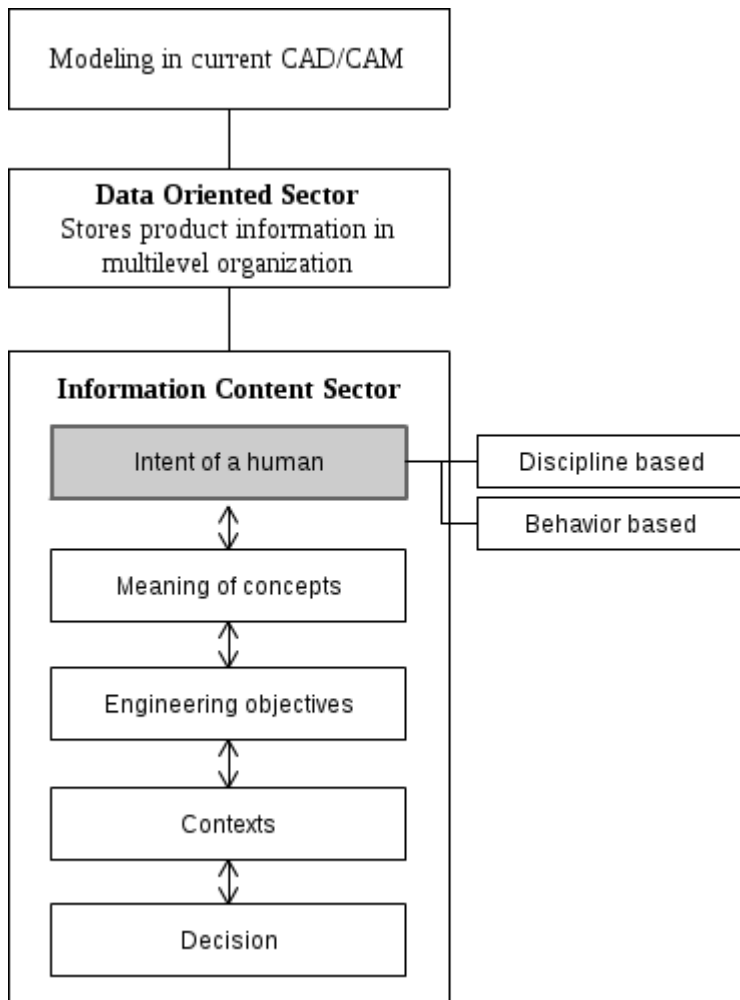 Modeling in current CAD/CAM
Data Oriented Sector
Stores product information in
multilevel organization
Information Content Sector
Intent of a human
Discipline based
Behavior based
Meaning of concepts
Engineering objectives
Contexts
Decision